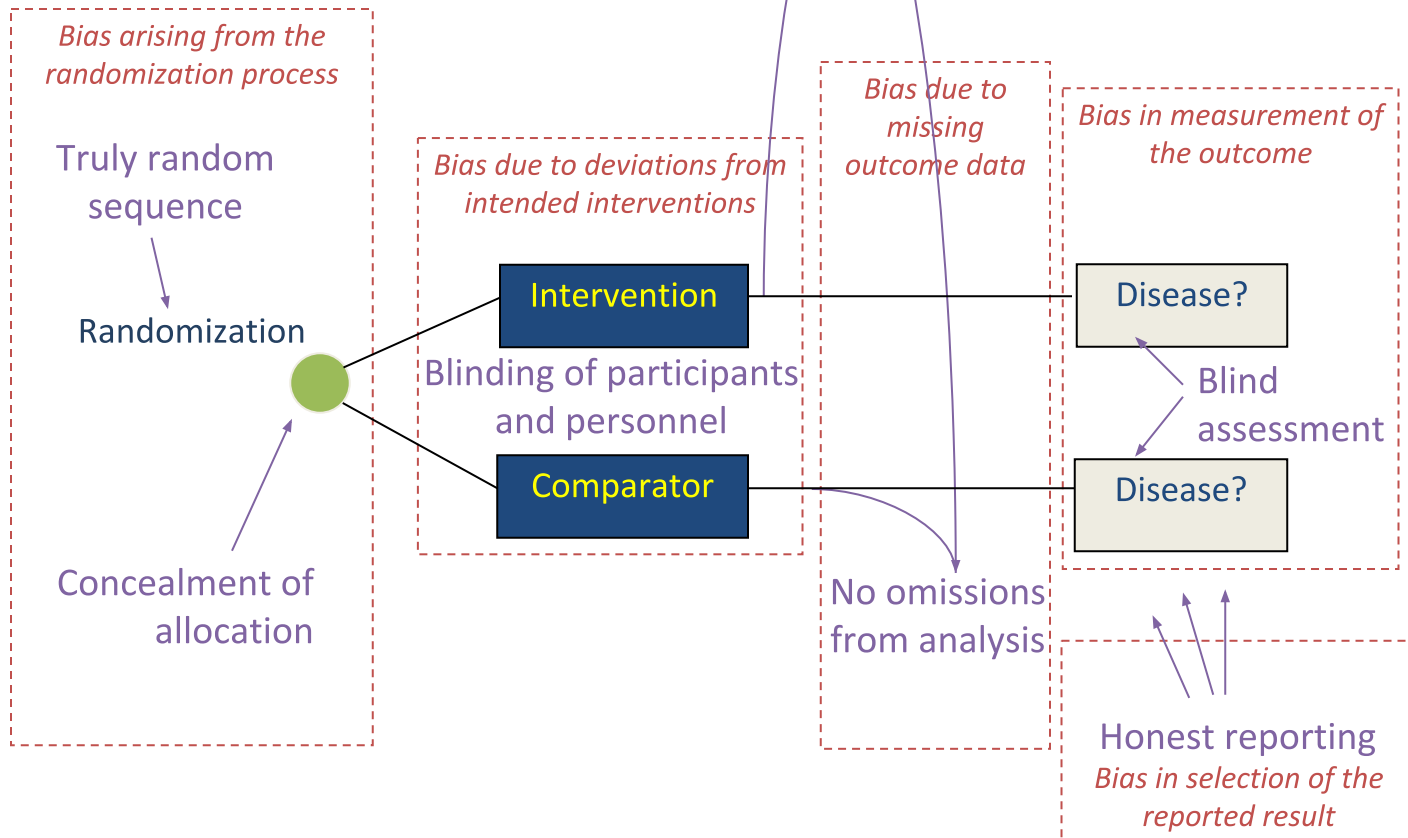 Bias arising from the
randomization process
Truly random
sequence
Randomization
Concealment of
allocation
Bias due to deviations from
intended interventions
Intervention
Blinding of participants
and personnel
Comparator
Bias due to
missing
outcome data
No omissions
from analysis
Bias in measurement of
the outcome
Disease?
Blind
assessment
Disease?
Honest reporting
Bias in selection of the
reported result